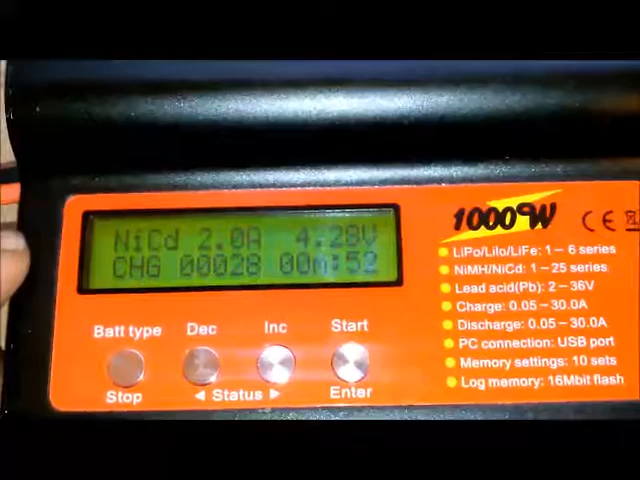 NiCd 2.0A 4.28V
CHG 00028 00m:52
Batt type Dec Inc Start
Stop ◄ Status ► Enter
1000W CE
LiPo/LiIo/LiFe: 1–6 series
NiMH/NiCd: 1–25 series
Lead acid(Pb): 2–36V
Charge: 0.05–30.0A
Discharge: 0.05–30.0A
PC connection: USB port
Memory settings: 10 sets
Log memory: 16Mbit flash